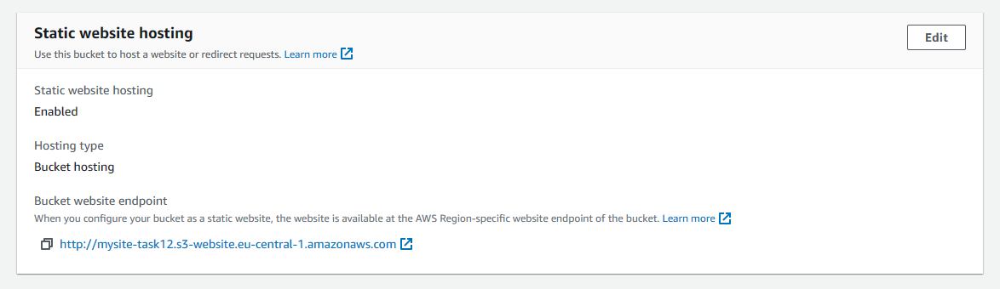 Static website hosting
Edit
Use this bucket to host a website or redirect requests. Learn more
Static website hosting
Enabled
Hosting type
Bucket hosting
Bucket website endpoint
When you configure your bucket as a static website, the website is available at the AWS Region-specific website endpoint of the bucket. Learn more
http://mysite-task12.s3-website.eu-central-1.amazonaws.com